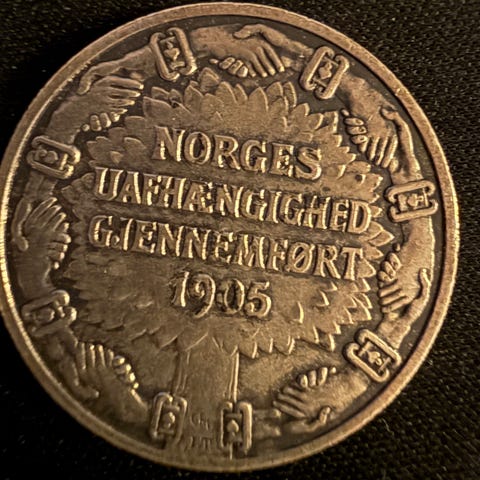 NORGES
UAFHÆNGIGHED
GJENNEMFØRT
1905